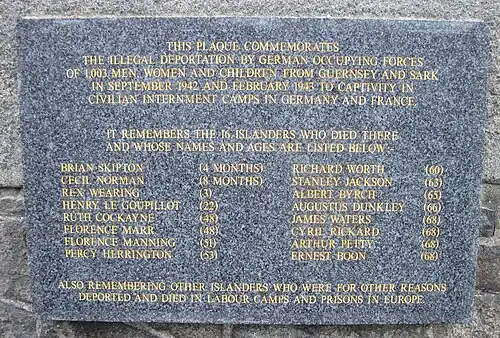 THIS PLAQUE COMMEMORATES
THE ILLEGAL DEPORTATION BY GERMAN OCCUPYING FORCES
OF 1,003 MEN, WOMEN AND CHILDREN FROM GUERNSEY AND SARK
IN SEPTEMBER 1942 AND FEBRUARY 1943 TO CAPTIVITY IN
CIVILIAN INTERNMENT CAMPS IN GERMANY AND FRANCE.
IT REMEMBERS THE 16 ISLANDERS WHO DIED THERE
AND WHOSE NAMES AND AGES ARE LISTED BELOW:-
BRIAN SKIPTON (4 MONTHS) RICHARD WORTH (60)
CECIL NORMAN (8 MONTHS) STANLEY JACKSON (63)
REX WEARING (3) ALBERT BYRCH (65)
HENRY LE GOUPILLOT (22) AUGUSTUS DUNKLEY (66)
RUTH COCKAYNE (48) JAMES WATERS (68)
FLORENCE MARR (48) CYRIL RICKARD (68)
FLORENCE MANNING (51) ARTHUR PETTY (68)
PERCY HERRINGTON (53) ERNEST BOON (68)
ALSO REMEMBERING OTHER ISLANDERS WHO WERE FOR OTHER REASONS
DEPORTED AND DIED IN LABOUR CAMPS AND PRISONS IN EUROPE.